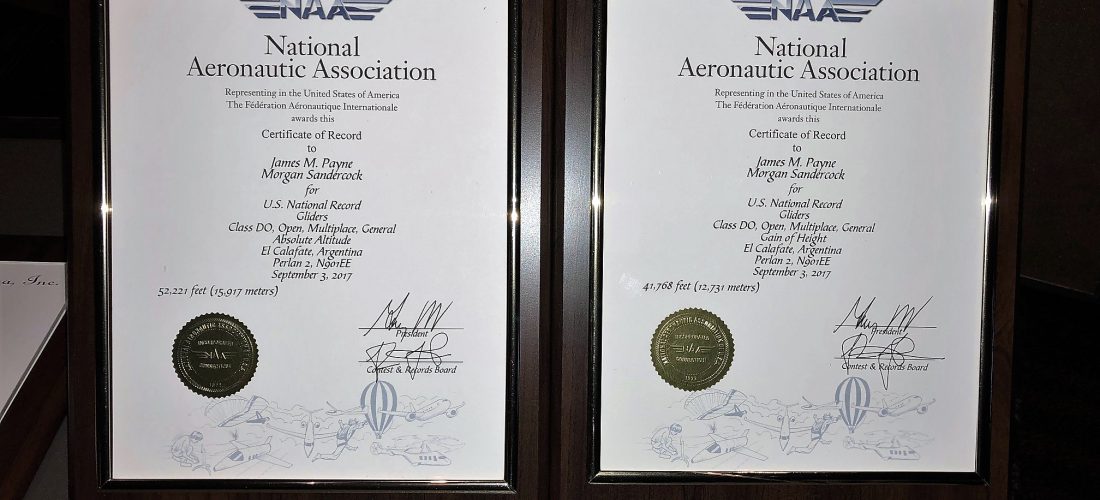 NAA
National
Aeronautic Association
Representing in the United States of America
The Fédération Aéronautique Internationale
awards this
Certificate of Record
to
James M. Payne
Morgan Sandercock
for
U.S. National Record
Gliders
Class DO, Open, Multiplace, General
Absolute Altitude
El Calafate, Argentina
Perlan 2, N901EE
September 3, 2017
52,221 feet (15,917 meters)
President
Contest & Records Board
NAA
NAA
National
Aeronautic Association
Representing in the United States of America
The Fédération Aéronautique Internationale
awards this
Certificate of Record
to
James M. Payne
Morgan Sandercock
for
U.S. National Record
Gliders
Class DO, Open, Multiplace, General
Gain of Height
El Calafate, Argentina
Perlan 2, N901EE
September 3, 2017
41,768 feet (12,731 meters)
President
Contest & Records Board
NAA
a, Inc.